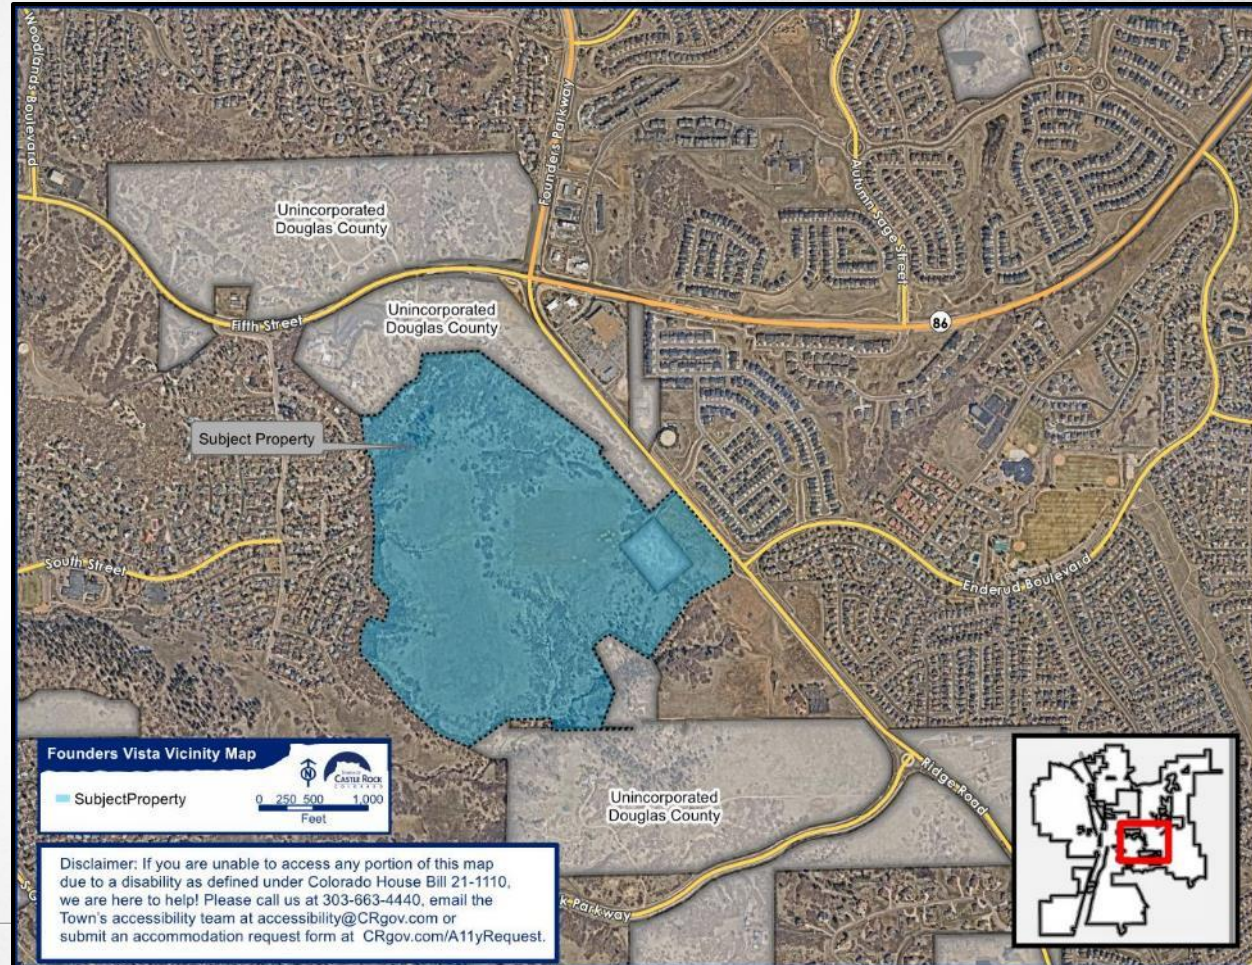 Woodlands Boulevard
Founders Parkway
Unincorporated
Douglas County
Autumn Sage Street
Unincorporated
Douglas County
Fifth Street
86
Subject Property
South Street
Enderud Boulevard
Founders Vista Vicinity Map
N
CASTLE ROCK
COLORADO
SubjectProperty
0 250 500 1,000
Feet
Unincorporated
Douglas County
Ridge Road
Disclaimer: If you are unable to access any portion of this map
due to a disability as defined under Colorado House Bill 21-1110,
we are here to help! Please call us at 303-663-4440, email the
Town's accessibility team at accessibility@CRgov.com or
submit an accommodation request form at CRgov.com/A11yRequest.
k Parkway